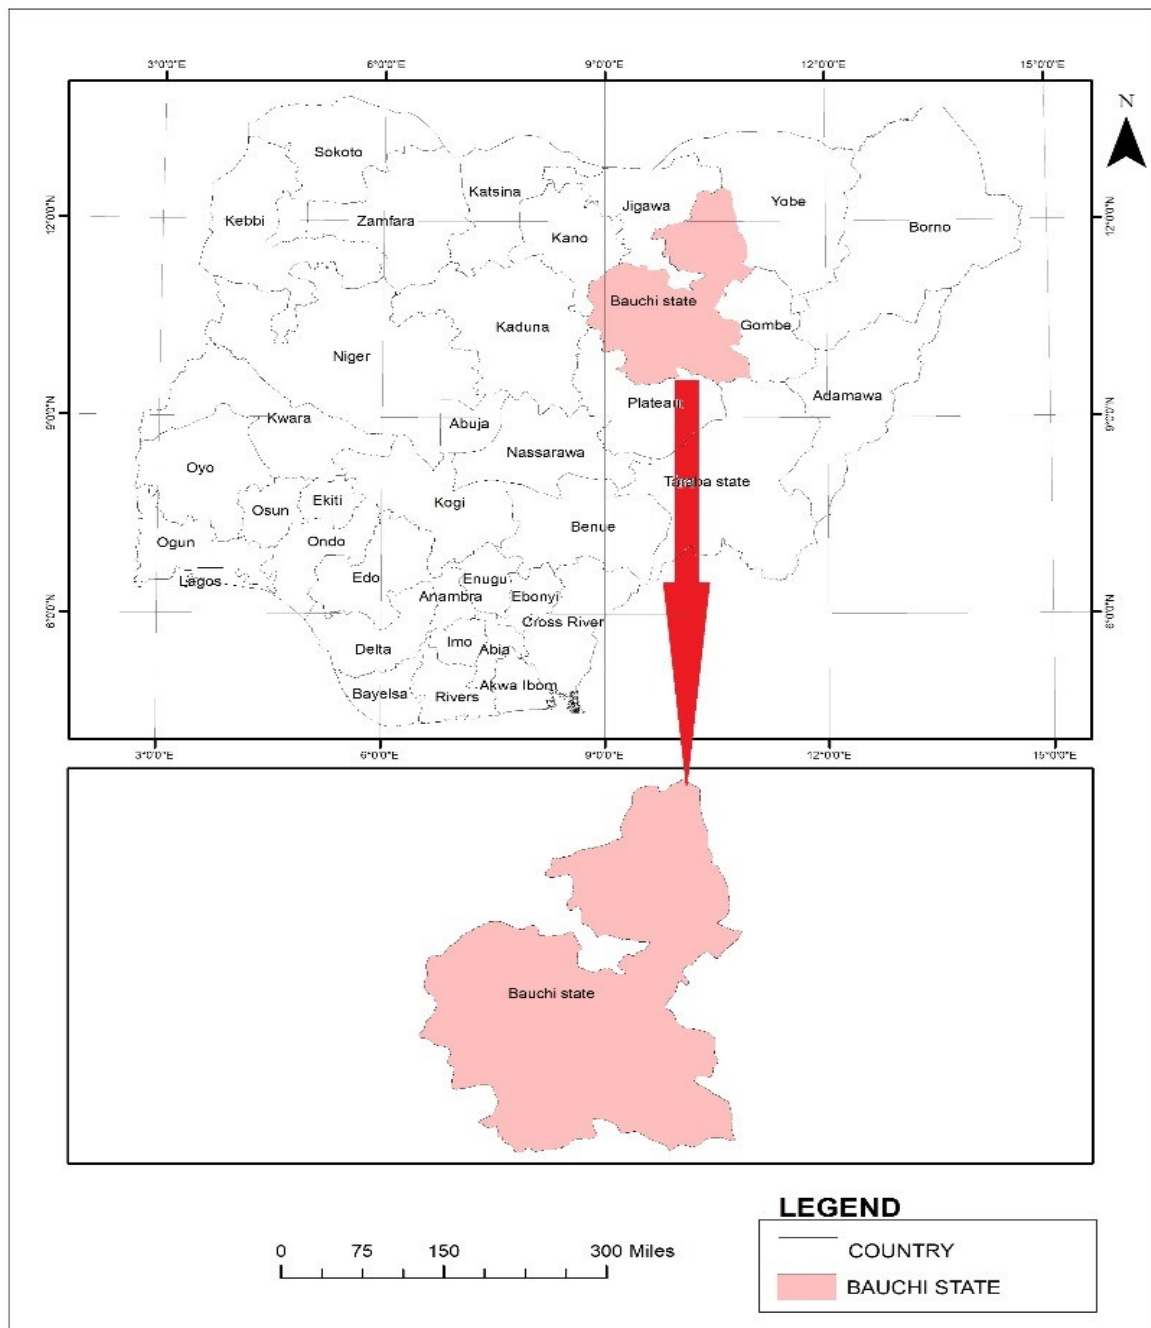 3°0'0"E 6°0'0"E 9°0'0"E 12°0'0"E 15°0'0"E
N
12°0'0"N
12°0'0"N
9°0'0"N
9°0'0"N
6°0'0"N
6°0'0"N
Sokoto
Katsina
Jigawa
Yobe
Kebbi
Zamfara
Kano
Borno
Bauchi state
Kaduna
Gombe
Niger
Adamawa
Plateau
Kwara
Abuja
Nassarawa
Oyo
Taraba state
Ekiti
Osun
Kogi
Benue
Ogun
Ondo
Lagos
Edo
Enugu
Anambra
Ebonyi
Cross River
Imo
Abia
Delta
Akwa Ibom
Bayelsa
Rivers
3°0'0"E 6°0'0"E 9°0'0"E 12°0'0"E 15°0'0"E
Bauchi state
0 75 150 300 Miles
LEGEND
COUNTRY
BAUCHI STATE